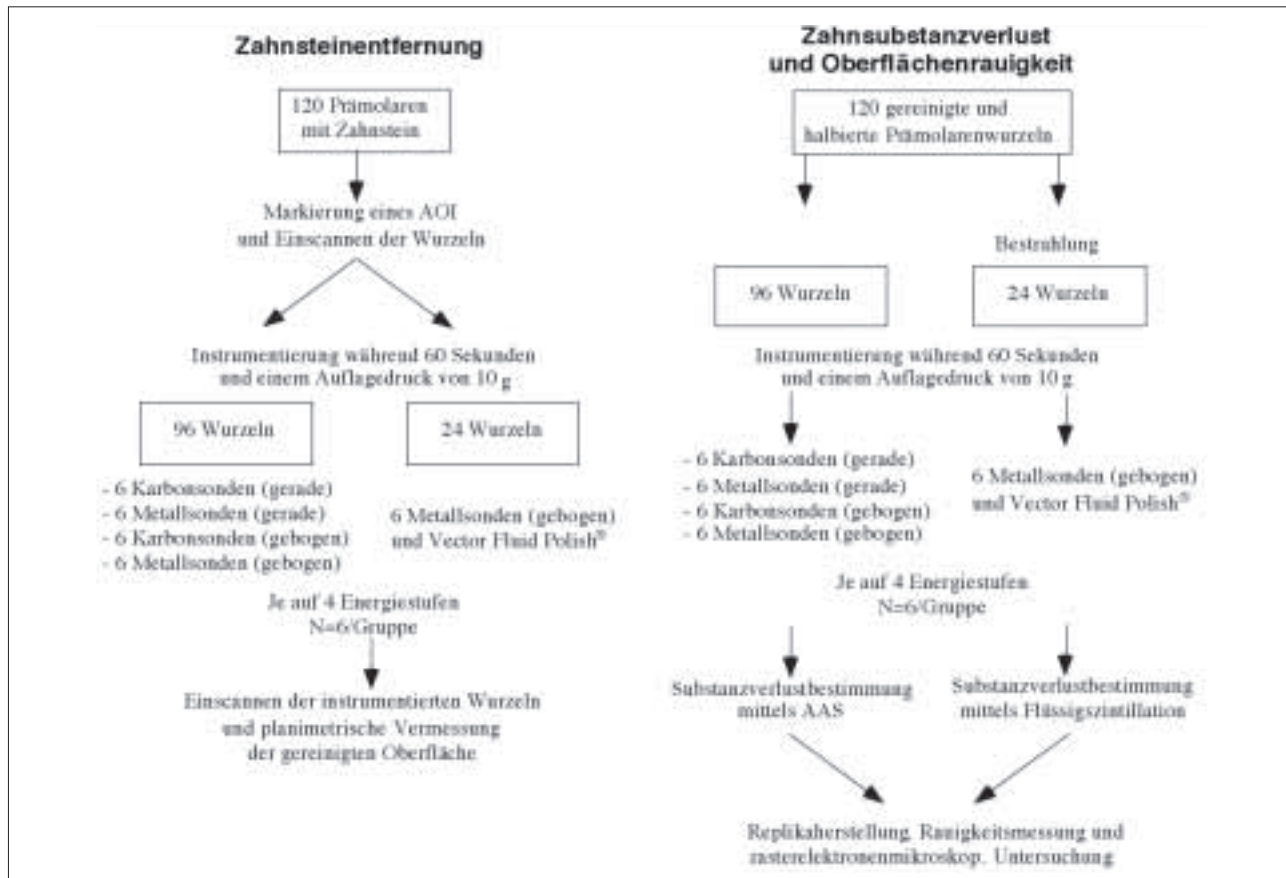 Zahnsteinentfernung
120 Prämolaren
mit Zahnstein
Markierung eines AOI
und Einscannen der Wurzeln
Instrumentierung während 60 Sekunden
und einem Auflagedruck von 10 g
96 Wurzeln
24 Wurzeln
- 6 Karbonsonden (gerade)
- 6 Metallsonden (gerade)
- 6 Karbonsonden (gebogen)
- 6 Metallsonden (gebogen)
6 Metallsonden (gebogen)
und Vector Fluid Polish®
Je auf 4 Energiestufen
N=6/Gruppe
Einscannen der instrumentierten Wurzeln
und planimetrische Vermessung
der gereinigten Oberfläche
Zahnsubstanzverlust
und Oberflächenrauigkeit
120 gereinigte und
halbierte Prämolarenwurzeln
Bestrahlung
96 Wurzeln
24 Wurzeln
Instrumentierung während 60 Sekunden
und einem Auflagedruck von 10 g
- 6 Karbonsonden (gerade)
- 6 Metallsonden (gerade)
- 6 Karbonsonden (gebogen)
- 6 Metallsonden (gebogen)
6 Metallsonden (gebogen)
und Vector Fluid Polish®
Je auf 4 Energiestufen
N=6/Gruppe
Substanzverlustbestimmung
mittels AAS
Substanzverlustbestimmung
mittels Flüssigszintillation
Replikaherstellung, Rauigkeitsmessung und
rasterelektronenmikroskop. Untersuchung